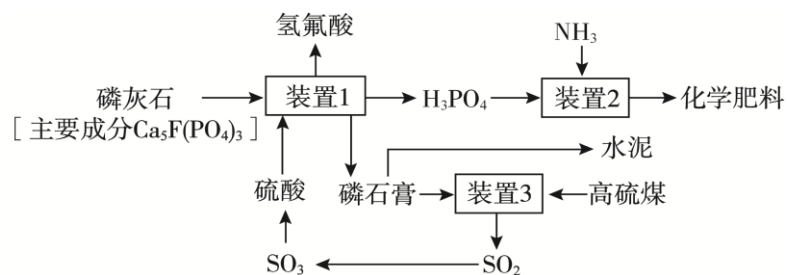 氢氟酸
NH₃
磷灰石
[主要成分Ca₅F(PO₄)₃]
装置1
H₃PO₄
装置2
化学肥料
水泥
硫酸
磷石膏
装置3
高硫煤
SO₃
SO₂